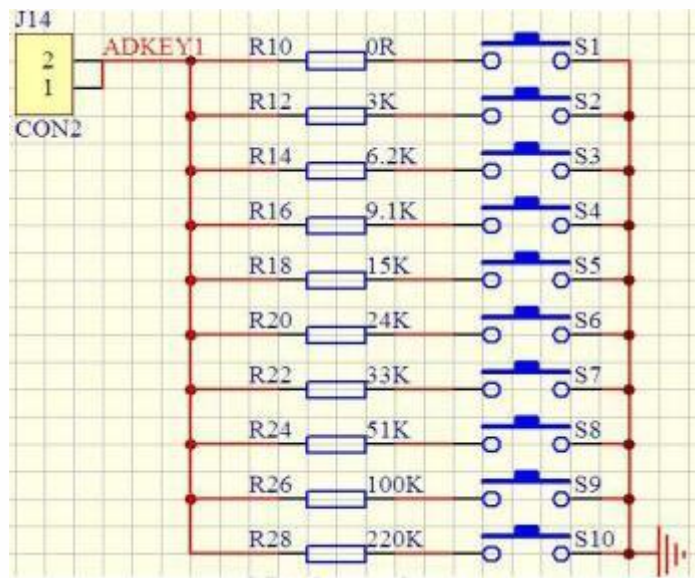 J14
ADKEY1 R10 0R S1
2
1
R12 3K S2
CON2
R14 6.2K S3
R16 9.1K S4
R18 15K S5
R20 24K S6
R22 33K S7
R24 51K S8
R26 100K S9
R28 220K S10